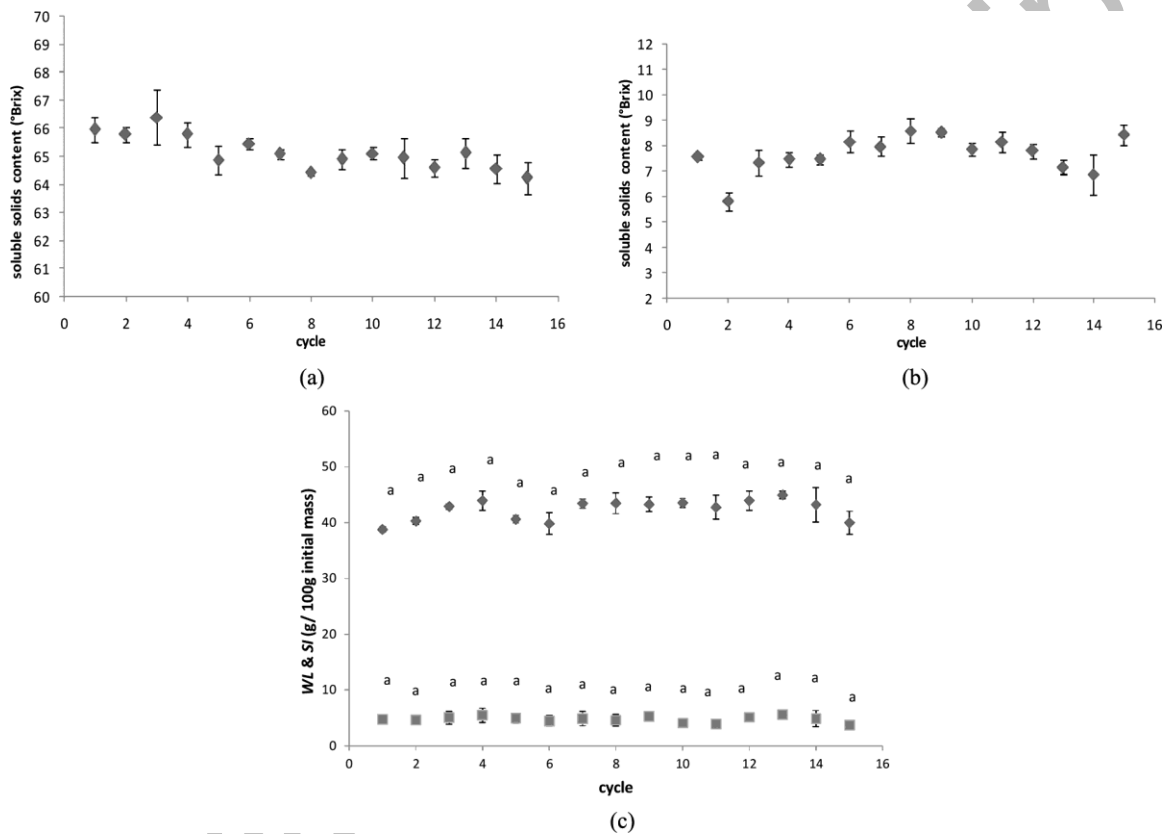 70
69
68
67
66
65
64
63
62
61
60
soluble solids content (°Brix)
0 2 4 6 8 10 12 14 16
cycle
(a)
12
11
10
9
8
7
6
5
4
3
2
soluble solids content (°Brix)
0 2 4 6 8 10 12 14 16
cycle
(b)
60
50
40
30
20
10
0
WL & SI (g/ 100g initial mass)
a a a a a a a a a a a a a a a
a a a a a a a a a a a a a a a
0 2 4 6 8 10 12 14 16
cycle
(c)